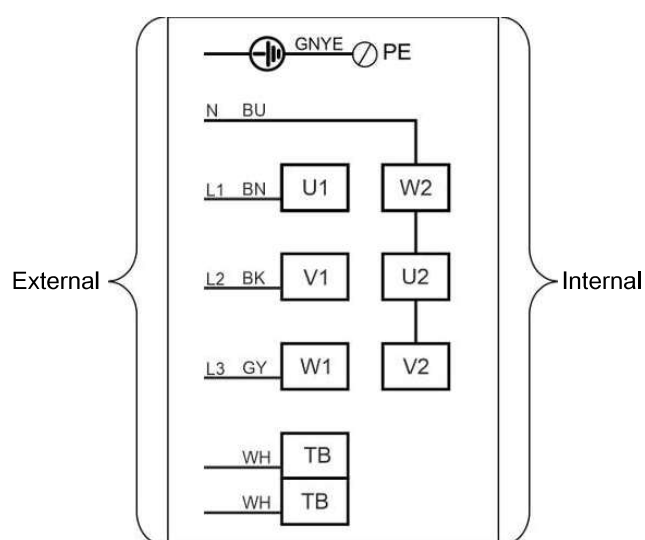 GNYE PE
N BU
L1 BN U1 W2
External L2 BK V1 U2 Internal
L3 GY W1 V2
WH TB
WH TB